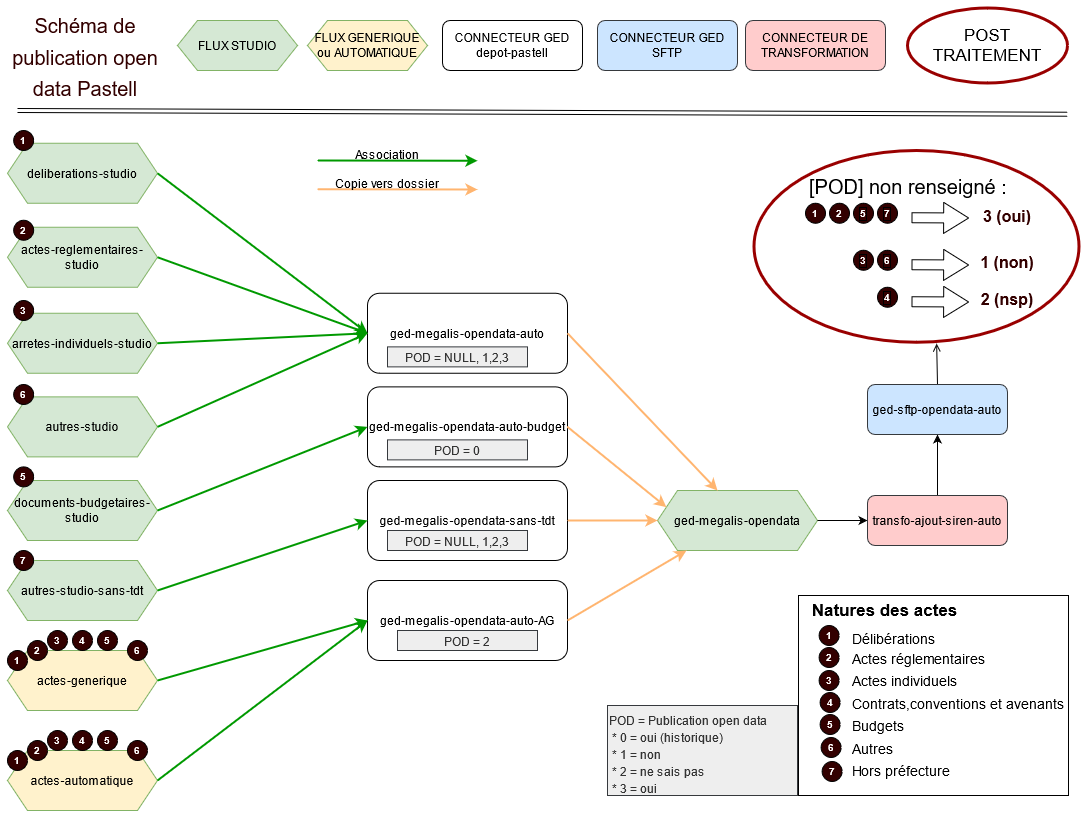 Schéma de
publication open
data Pastell
FLUX STUDIO
FLUX GENERIQUE
ou AUTOMATIQUE
CONNECTEUR GED
depot-pastell
CONNECTEUR GED
SFTP
CONNECTEUR DE
TRANSFORMATION
POST
TRAITEMENT
Association
Copie vers dossier
1
deliberations-studio
2
actes-reglementaires-
studio
3
arretes-individuels-studio
6
autres-studio
5
documents-budgetaires-
studio
7
autres-studio-sans-tdt
1 2 3 4 5 6
actes-generique
1 2 3 4 5 6
actes-automatique
ged-megalis-opendata-auto
POD = NULL, 1,2,3
ged-megalis-opendata-auto-budget
POD = 0
ged-megalis-opendata-sans-tdt
POD = NULL, 1,2,3
ged-megalis-opendata-auto-AG
POD = 2
ged-megalis-opendata
transfo-ajout-siren-auto
ged-sftp-opendata-auto
[POD] non renseigné :
1 2 5 7 3 (oui)
3 6 1 (non)
4 2 (nsp)
POD = Publication open data
* 0 = oui (historique)
* 1 = non
* 2 = ne sais pas
* 3 = oui
Natures des actes
1 Délibérations
2 Actes réglementaires
3 Actes individuels
4 Contrats,conventions et avenants
5 Budgets
6 Autres
7 Hors préfecture